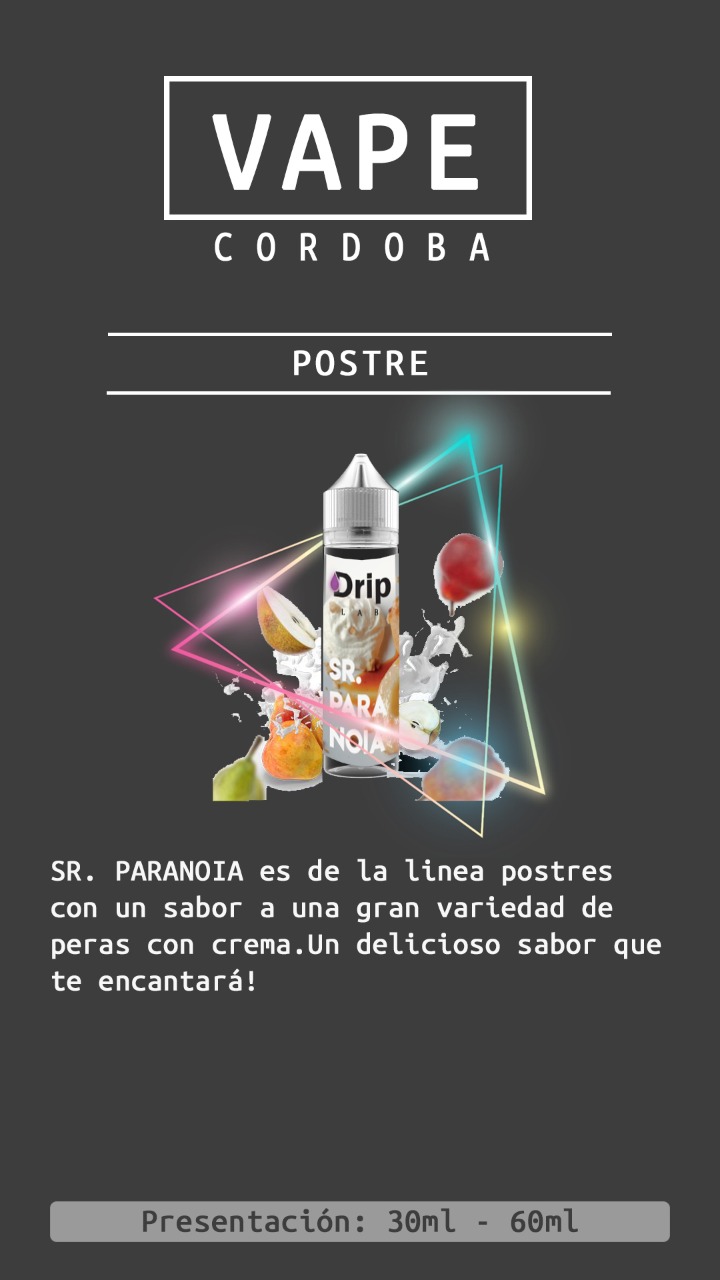 VAPE
CORDOBA
POSTRE
Drip
LAB
SR.
PARA
NOIA
SR. PARANOIA es de la linea postres
con un sabor a una gran variedad de
peras con crema.Un delicioso sabor que
te encantará!
Presentación: 30ml - 60ml